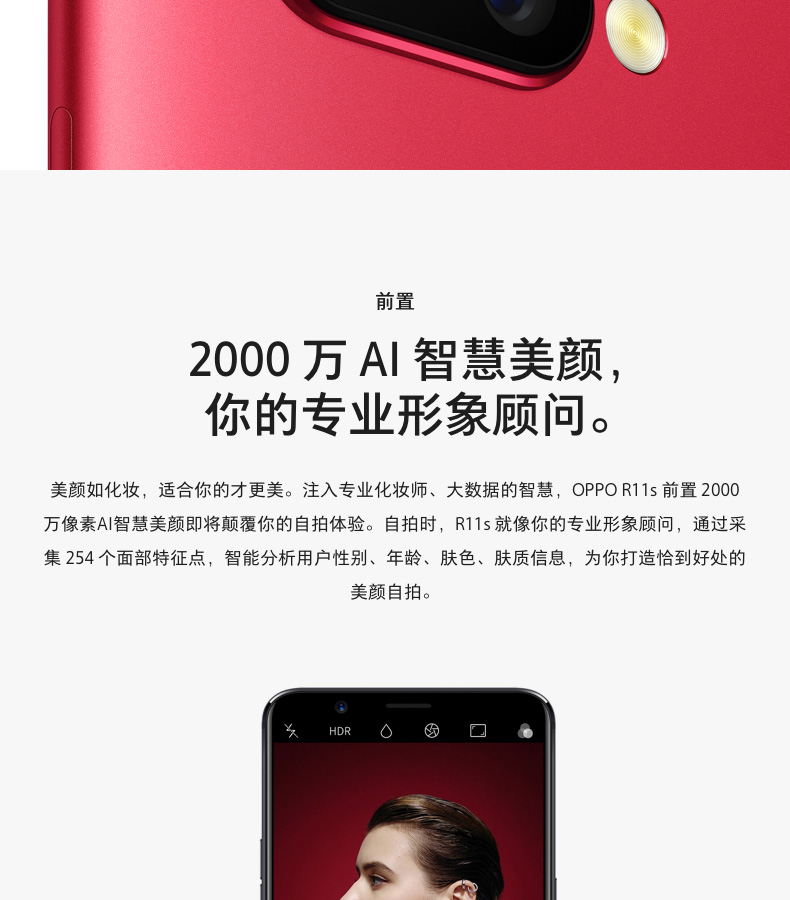 前置
2000 万 AI 智慧美颜，
你的专业形象顾问。
美颜如化妆，适合你的才更美。注入专业化妆师、大数据的智慧，OPPO R11s 前置 2000
万像素AI智慧美颜即将颠覆你的自拍体验。自拍时，R11s 就像你的专业形象顾问，通过采
集 254 个面部特征点，智能分析用户性别、年龄、肤色、肤质信息，为你打造恰到好处的
美颜自拍。
HDR